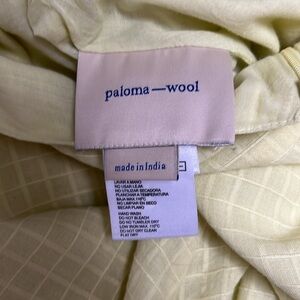 paloma—wool
made in India
LAVAR A MANO
NO USAR LEJIA
NO UTILIZAR SECADORA
PLANCHAR A TEMPERATURA
BAJA MAX 110ºC
NO LIMPIAR EN SECO
SECAR PLANO
HAND WASH
DO NOT BLEACH
DO NO TUMBLER DRY
LOW IRON MAX. 110ºC
DO NOT DRY CLEAN
FLAT DRY